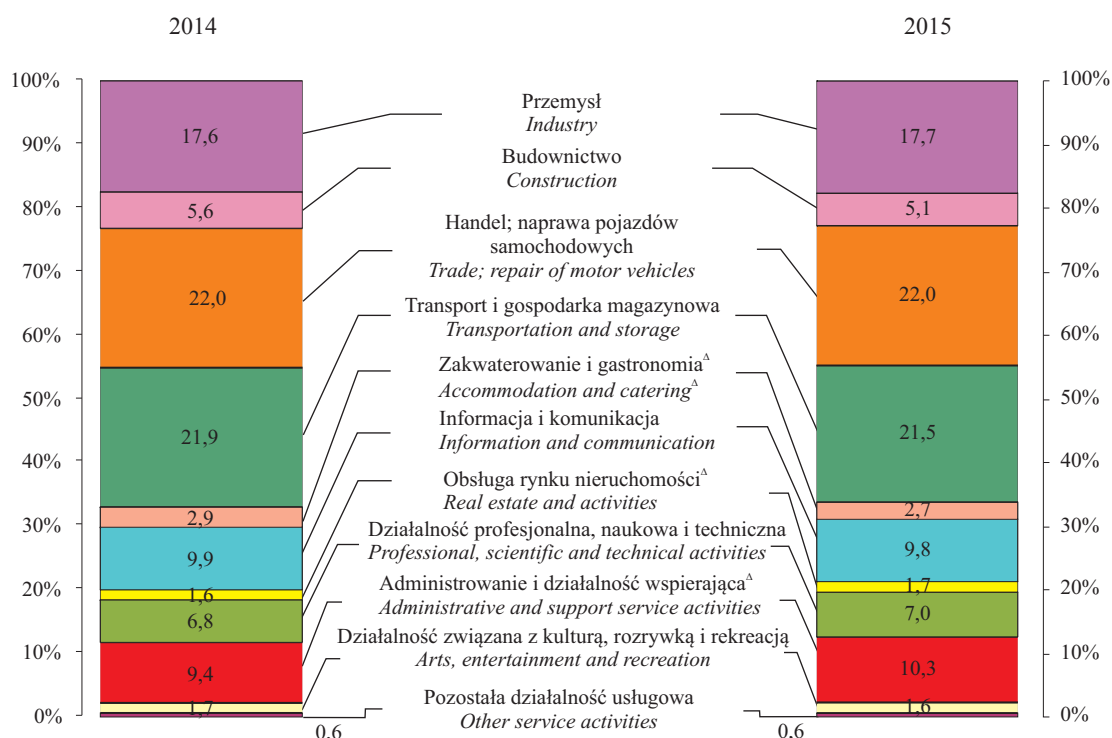 2014
2015
100%
90%
80%
70%
60%
50%
40%
30%
20%
10%
0%
17,6
5,6
22,0
21,9
2,9
9,9
1,6
6,8
9,4
1,7
0,6
Przemysł
Industry
Budownictwo
Construction
Handel; naprawa pojazdów
samochodowych
Trade; repair of motor vehicles
Transport i gospodarka magazynowa
Transportation and storage
Zakwaterowanie i gastronomia^Δ
Accommodation and catering^Δ
Informacja i komunikacja
Information and communication
Obsługa rynku nieruchomości^Δ
Real estate and activities
Działalność profesjonalna, naukowa i techniczna
Professional, scientific and technical activities
Administrowanie i działalność wspierająca^Δ
Administrative and support service activities
Działalność związana z kulturą, rozrywką i rekreacją
Arts, entertainment and recreation
Pozostała działalność usługowa
Other service activities
17,7
5,1
22,0
21,5
2,7
9,8
1,7
7,0
10,3
1,6
0,6
100%
90%
80%
70%
60%
50%
40%
30%
20%
10%
0%